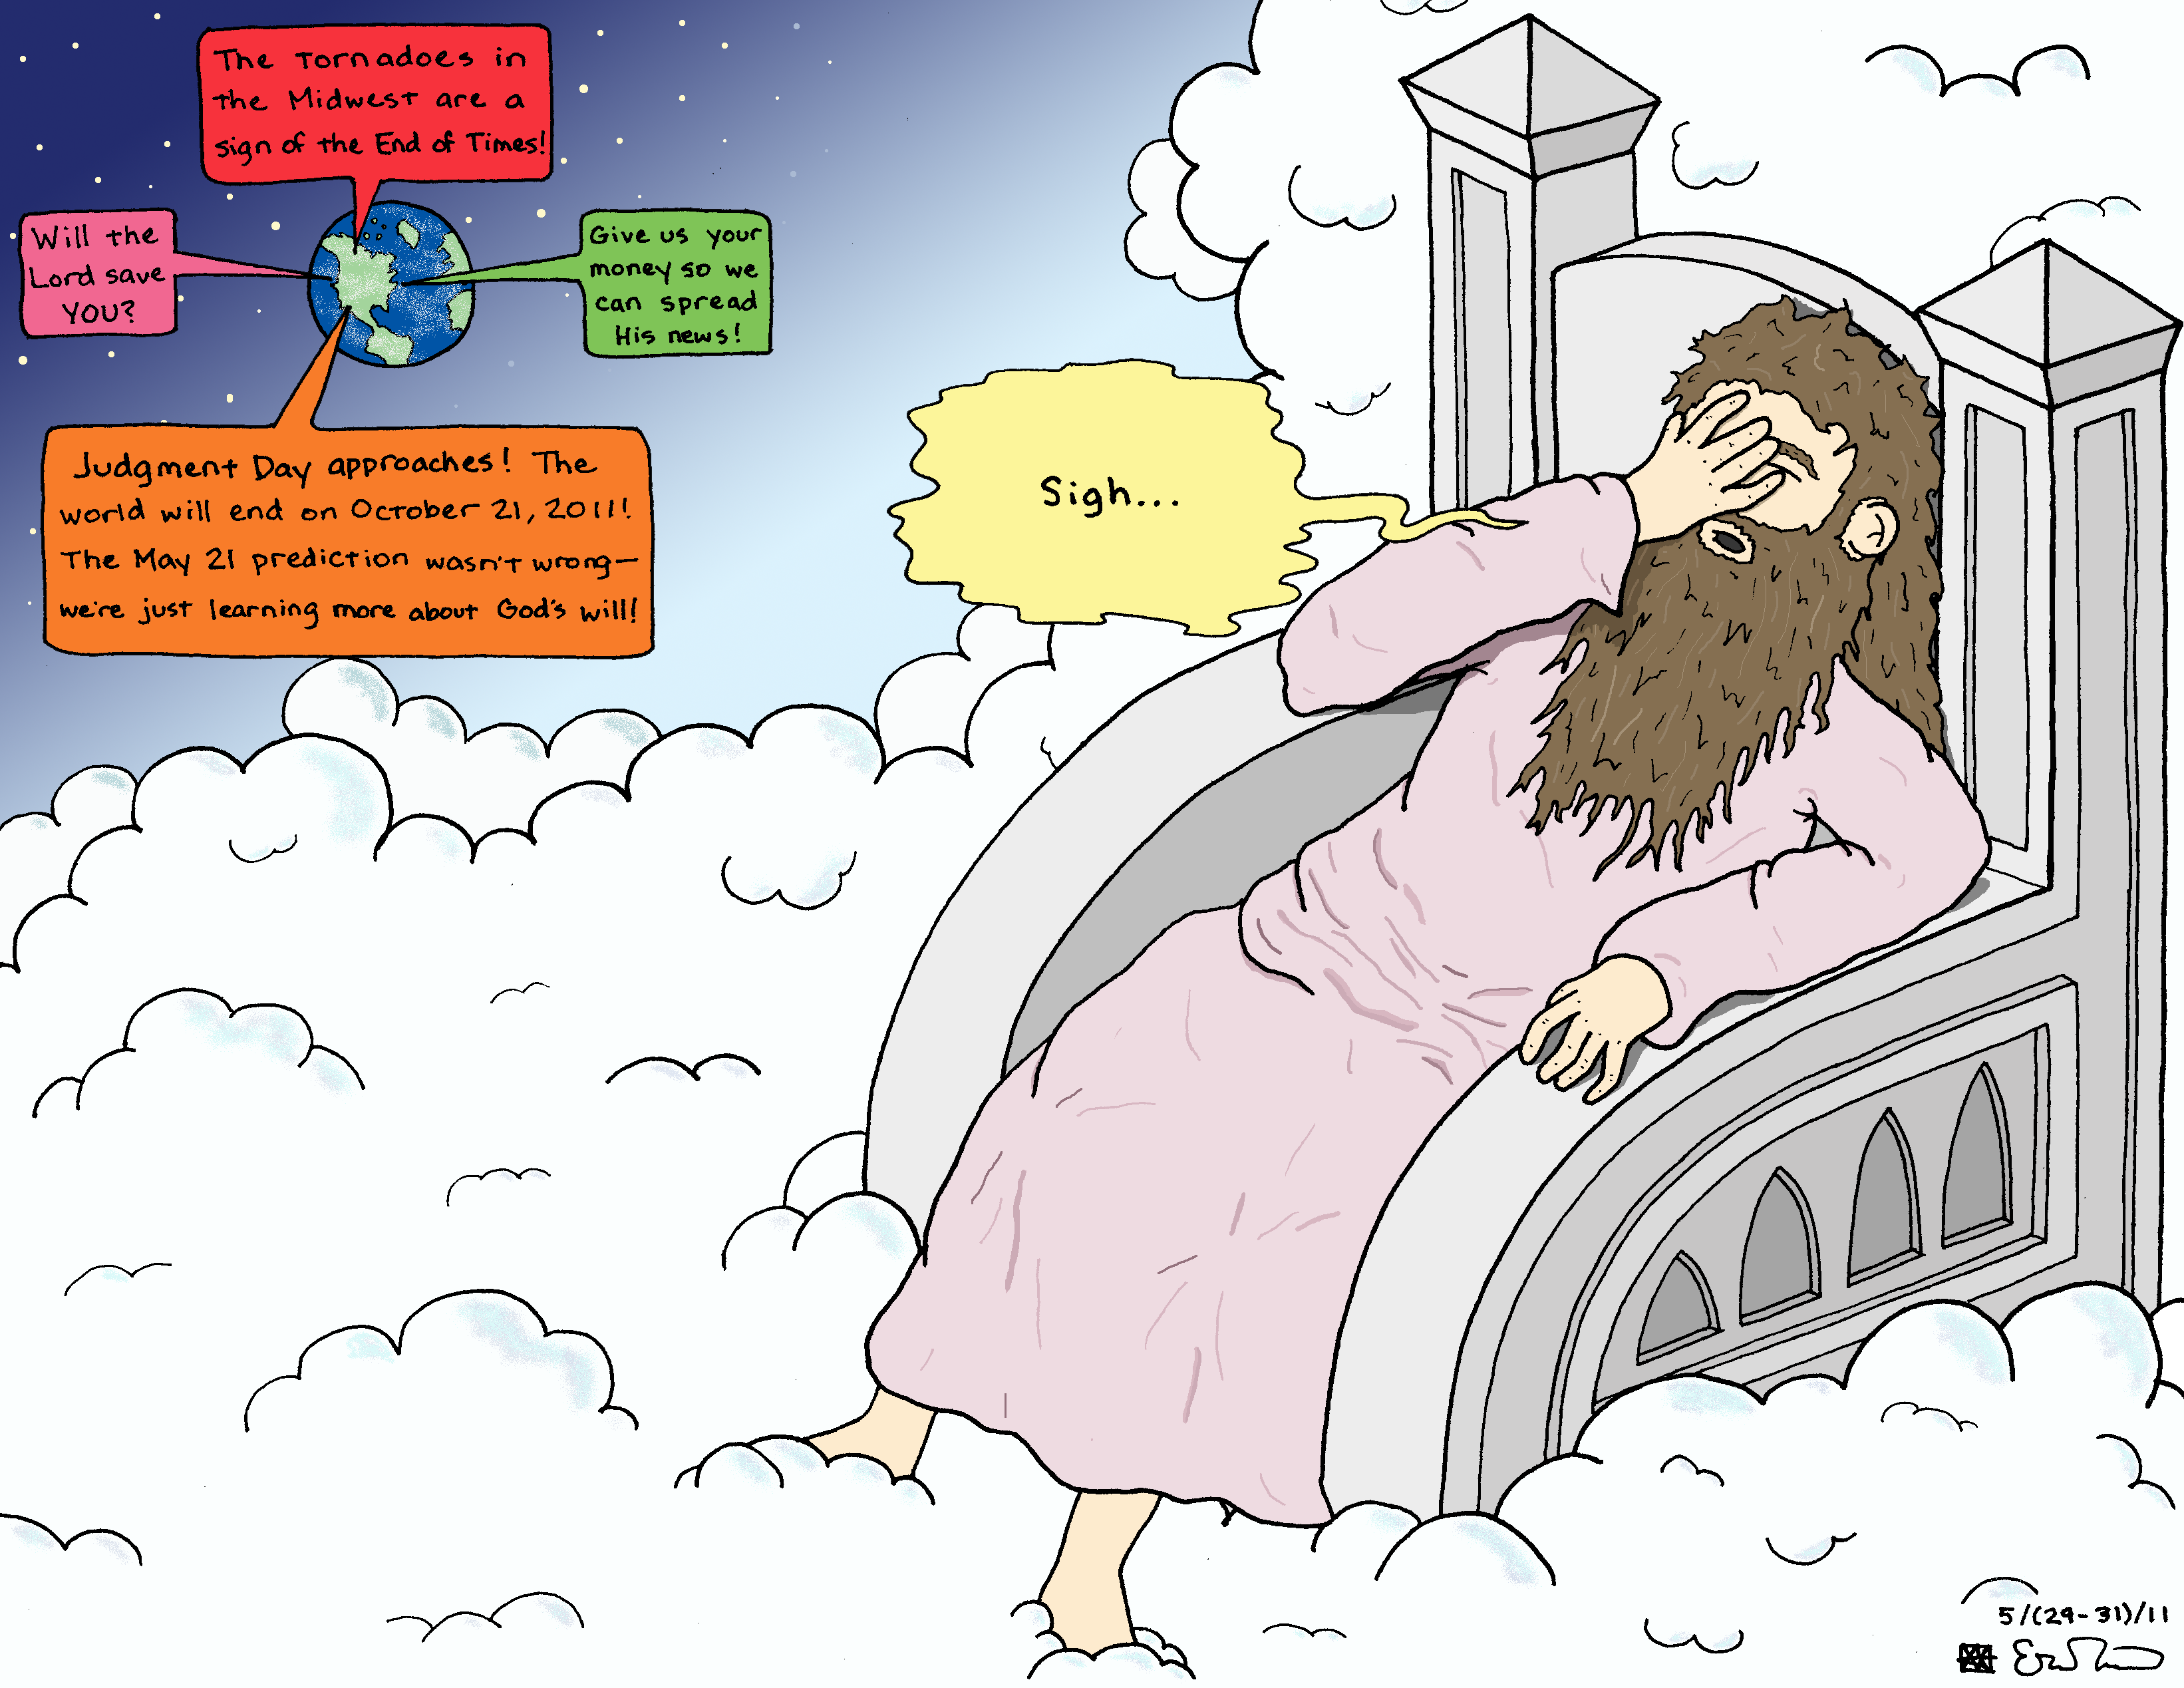 The Tornadoes in
the Midwest are a
sign of the End of Times!
Will the
Lord save
YOU?
Give us your
money so we
can spread
His news!
Judgment Day approaches! The
world will end on October 21, 2011!
The May 21 prediction wasn't wrong—
we're just learning more about God's will!
Sigh...
5/(29-31)/11